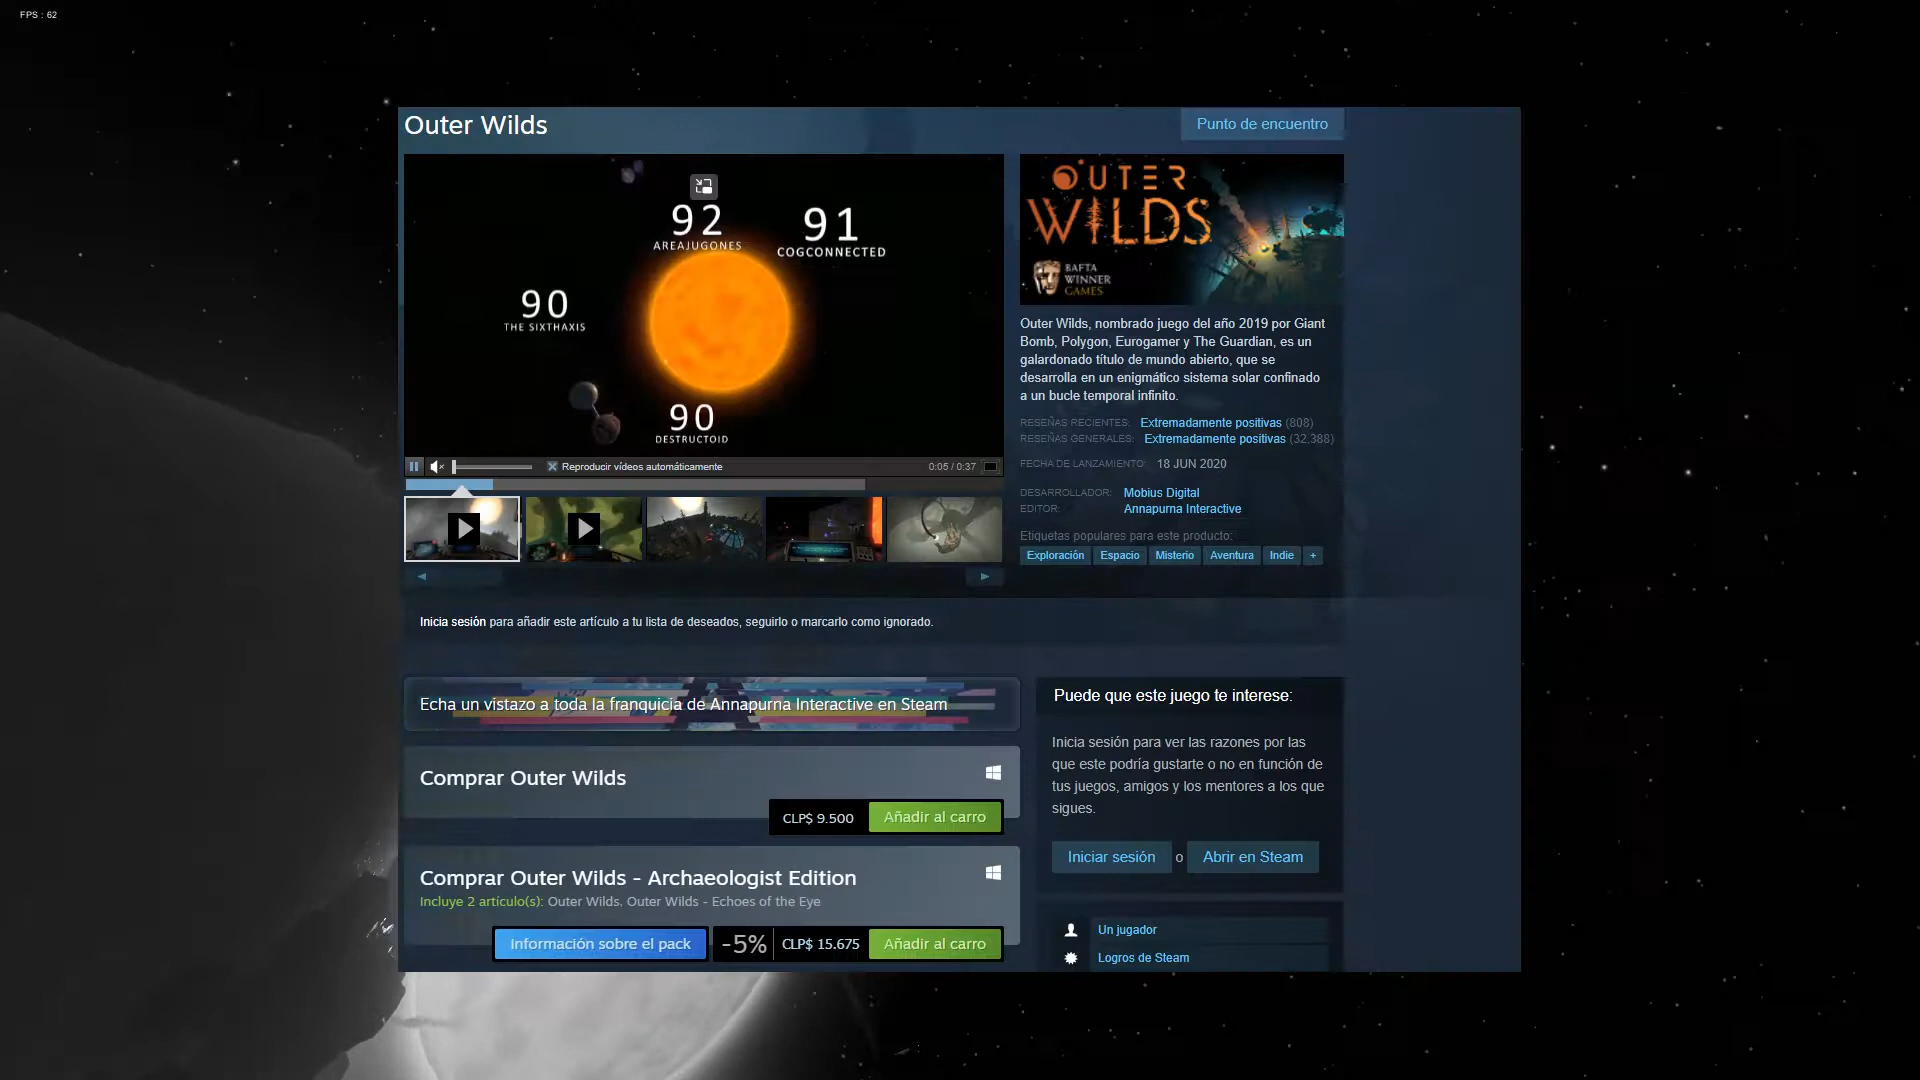 FPS : 62
Outer Wilds
Punto de encuentro
92
AREAJUGONES
91
COGCONNECTED
90
THE SIXTHAXIS
90
DESTRUCTOID
Reproducir vídeos automáticamente
0:05 / 0:37
OUTER
WILDS
BAFTA
WINNER
GAMES
Outer Wilds, nombrado juego del año 2019 por Giant
Bomb, Polygon, Eurogamer y The Guardian, es un
galardonado título de mundo abierto, que se
desarrolla en un enigmático sistema solar confinado
a un bucle temporal infinito.
RESEÑAS RECIENTES: Extremadamente positivas (808)
RESEÑAS GENERALES: Extremadamente positivas (32,388)
FECHA DE LANZAMIENTO: 18 JUN 2020
DESARROLLADOR: Mobius Digital
EDITOR: Annapurna Interactive
Etiquetas populares para este producto:
Exploración Espacio Misterio Aventura Indie +
Inicia sesión para añadir este artículo a tu lista de deseados, seguirlo o marcarlo como ignorado.
Echa un vistazo a toda la franquicia de Annapurna Interactive en Steam
Comprar Outer Wilds
CLP$ 9.500 Añadir al carro
Comprar Outer Wilds - Archaeologist Edition
Incluye 2 artículo(s): Outer Wilds, Outer Wilds - Echoes of the Eye
Información sobre el pack -5% CLP$ 15.675 Añadir al carro
Puede que este juego te interese:
Inicia sesión para ver las razones por las
que este podría gustarte o no en función de
tus juegos, amigos y los mentores a los que
sigues.
Iniciar sesión o Abrir en Steam
Un jugador
Logros de Steam